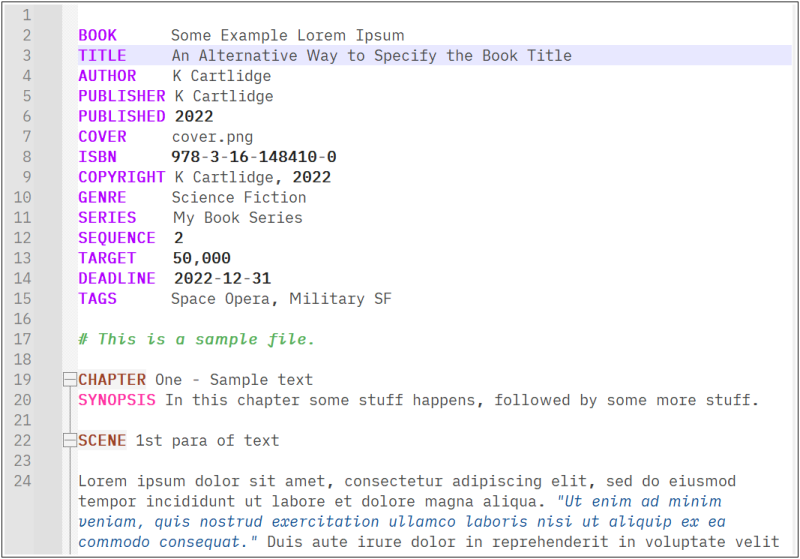 1
2 BOOK Some Example Lorem Ipsum
3 TITLE An Alternative Way to Specify the Book Title
4 AUTHOR K Cartlidge
5 PUBLISHER K Cartlidge
6 PUBLISHED 2022
7 COVER cover.png
8 ISBN 978-3-16-148410-0
9 COPYRIGHT K Cartlidge, 2022
10 GENRE Science Fiction
11 SERIES My Book Series
12 SEQUENCE 2
13 TARGET 50,000
14 DEADLINE 2022-12-31
15 TAGS Space Opera, Military SF
16
17 # This is a sample file.
18
19 CHAPTER One - Sample text
20 SYNOPSIS In this chapter some stuff happens, followed by some more stuff.
21
22 SCENE 1st para of text
23
24 Lorem ipsum dolor sit amet, consectetur adipiscing elit, sed do eiusmod
tempor incididunt ut labore et dolore magna aliqua. "Ut enim ad minim
veniam, quis nostrud exercitation ullamco laboris nisi ut aliquip ex ea
commodo consequat." Duis aute irure dolor in reprehenderit in voluptate velit